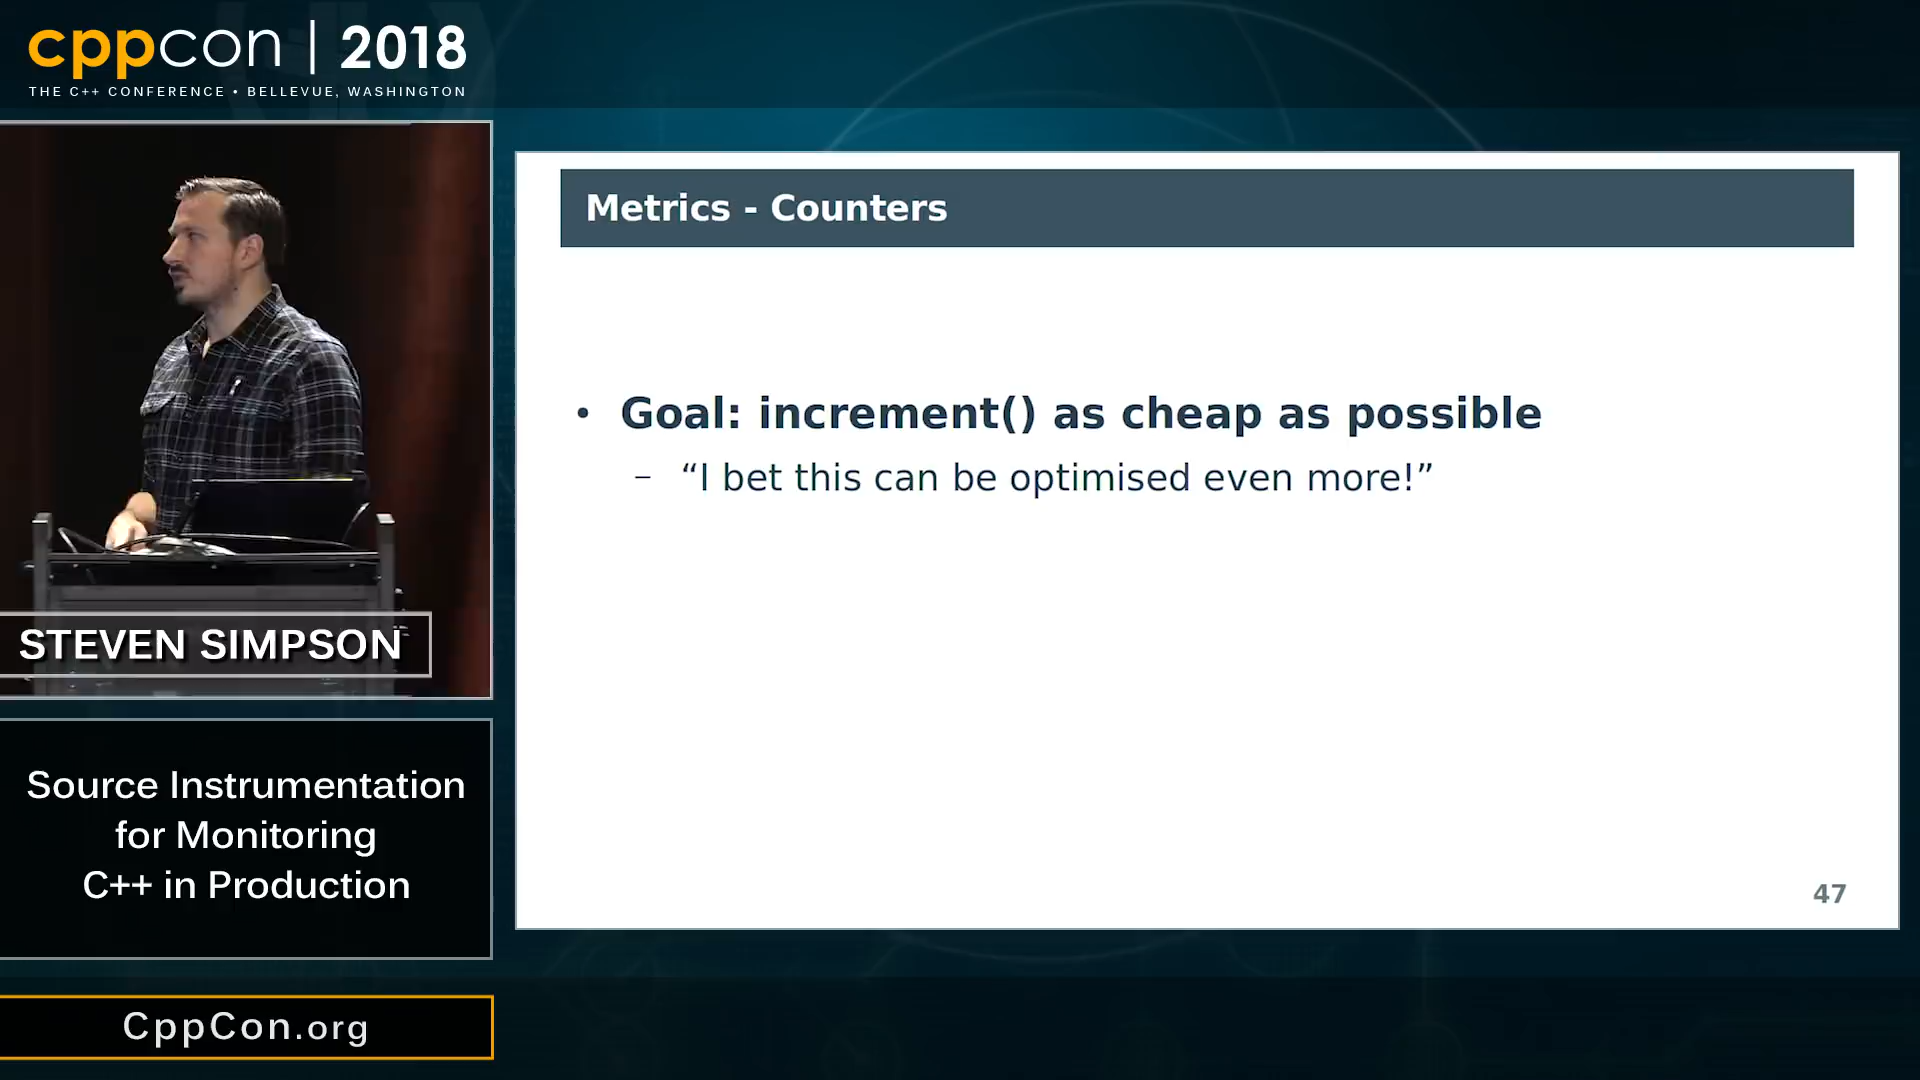 cppcon | 2018
THE C++ CONFERENCE • BELLEVUE, WASHINGTON
Metrics - Counters
• Goal: increment() as cheap as possible
– “I bet this can be optimised even more!”
47
STEVEN SIMPSON
Source Instrumentation
for Monitoring
C++ in Production
CppCon.org